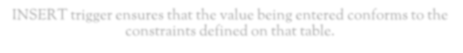 INSERT trigger ensures that the value being entered conforms to the
constraints defined on that table.